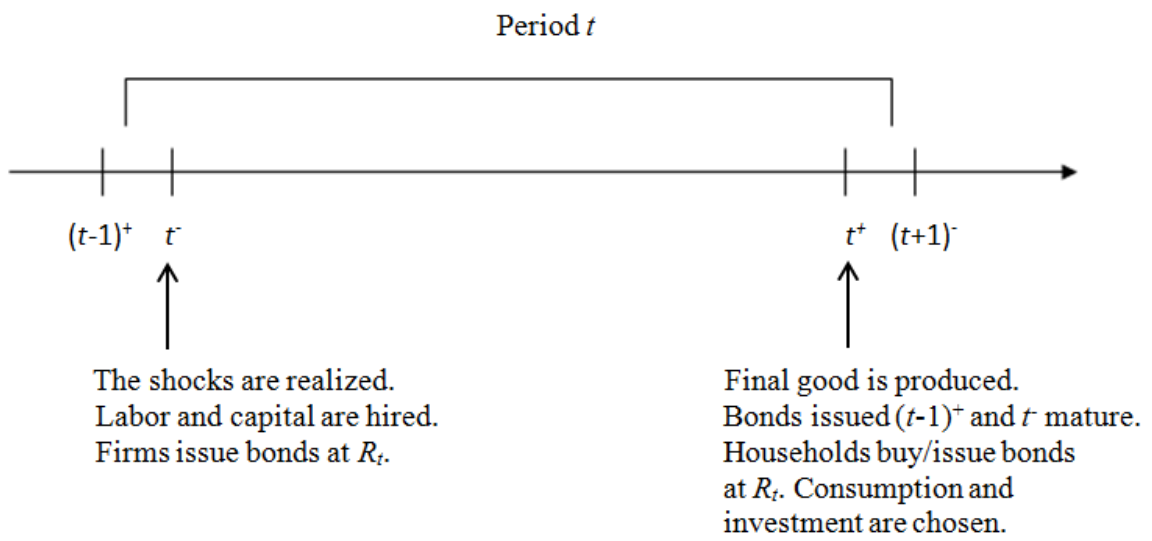 Period t
(t-1)⁺ t⁻ t⁺ (t+1)⁻
The shocks are realized.
Labor and capital are hired.
Firms issue bonds at Rₜ.
Final good is produced.
Bonds issued (t-1)⁺ and t⁻ mature.
Households buy/issue bonds
at Rₜ. Consumption and
investment are chosen.